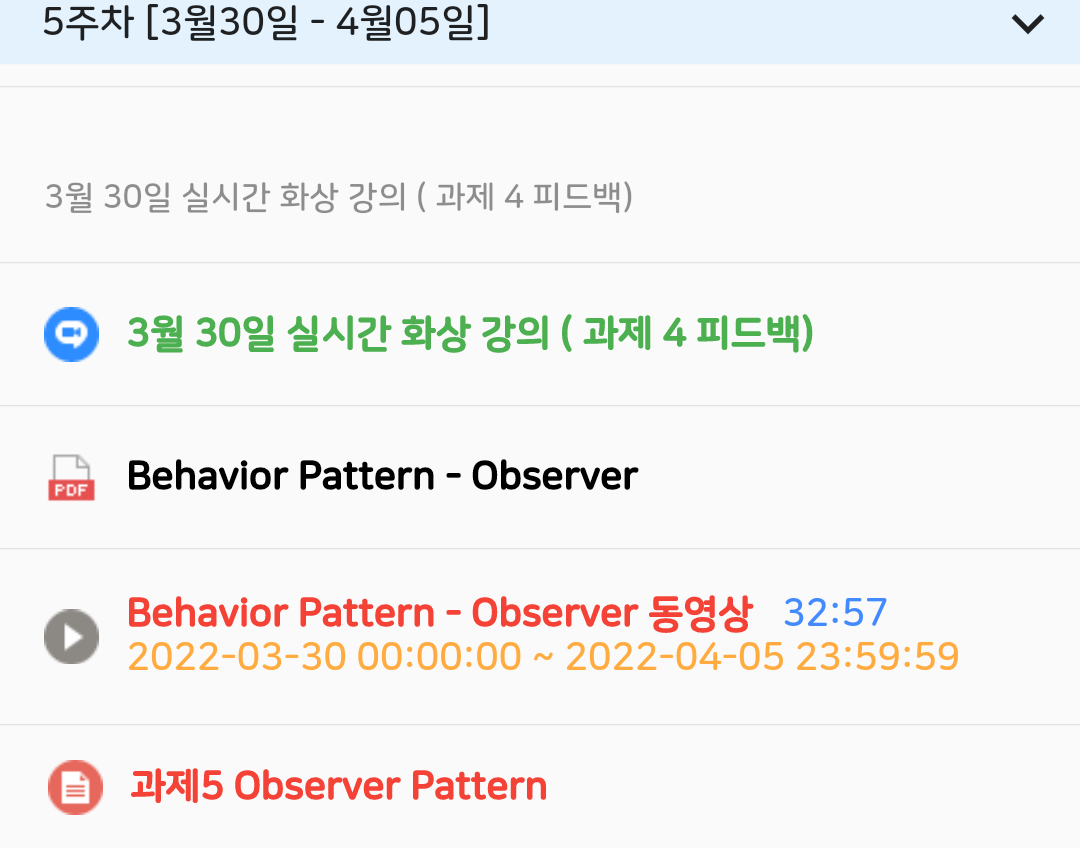 5주차 [3월30일 - 4월05일]
3월 30일 실시간 화상 강의 ( 과제 4 피드백)
3월 30일 실시간 화상 강의 ( 과제 4 피드백)
PDF
Behavior Pattern - Observer
Behavior Pattern - Observer 동영상 32:57
2022-03-30 00:00:00 ~ 2022-04-05 23:59:59
과제5 Observer Pattern